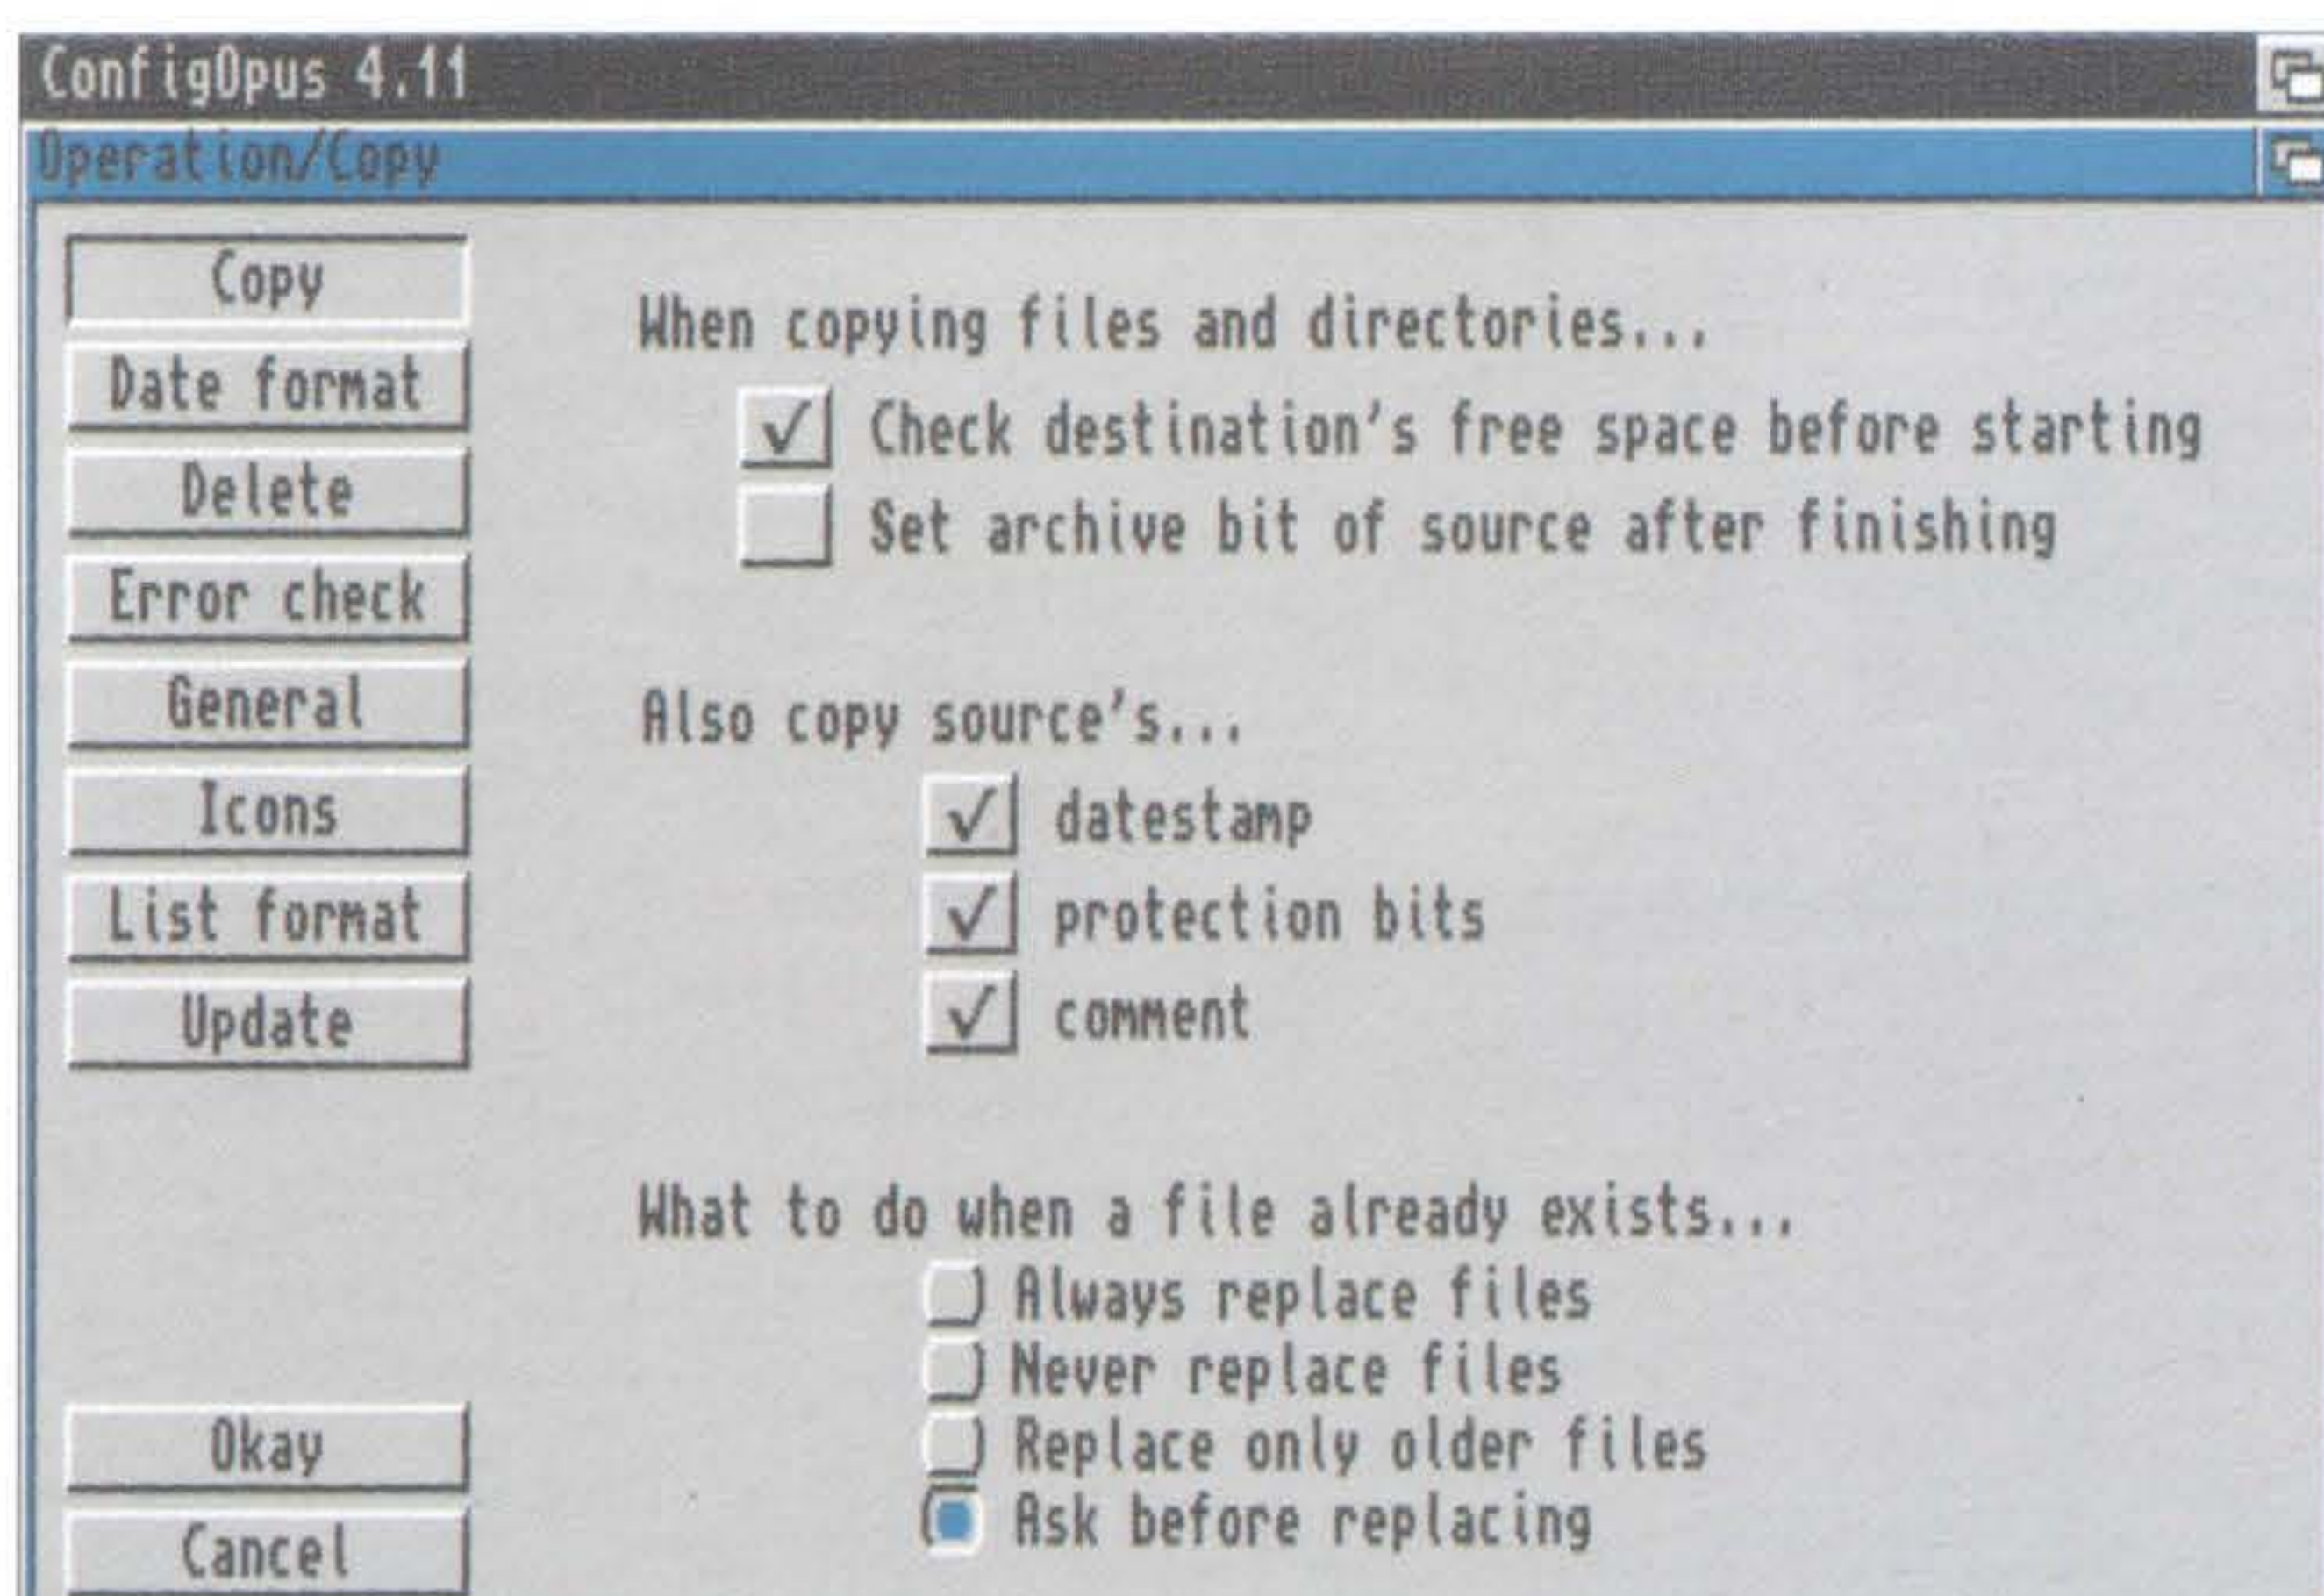 ConfigOpus 4.11
Operation/Copy
Copy
Date format
Delete
Error check
General
Icons
List format
Update
Okay
Cancel
When copying files and directories...
Check destination's free space before starting
Set archive bit of source after finishing
Also copy source's...
datestamp
protection bits
comment
What to do when a file already exists...
Always replace files
Never replace files
Replace only older files
Ask before replacing